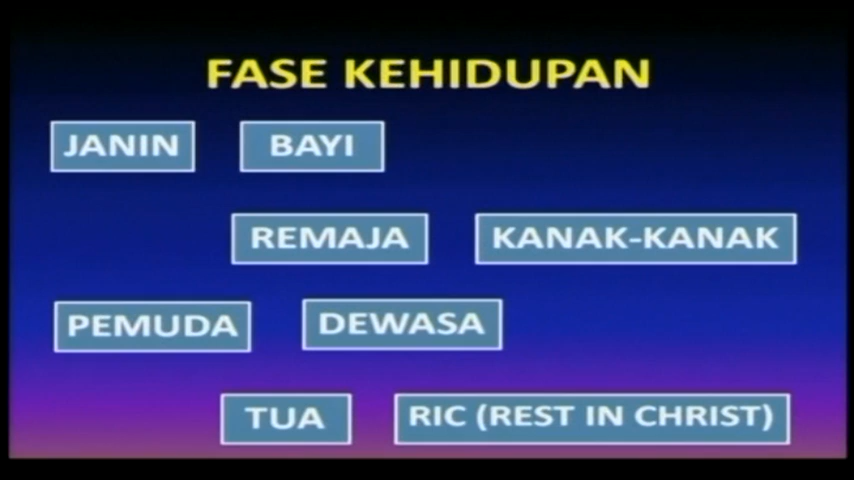 FASE KEHIDUPAN
JANIN BAYI
REMAJA KANAK-KANAK
PEMUDA DEWASA
TUA RIC (REST IN CHRIST)